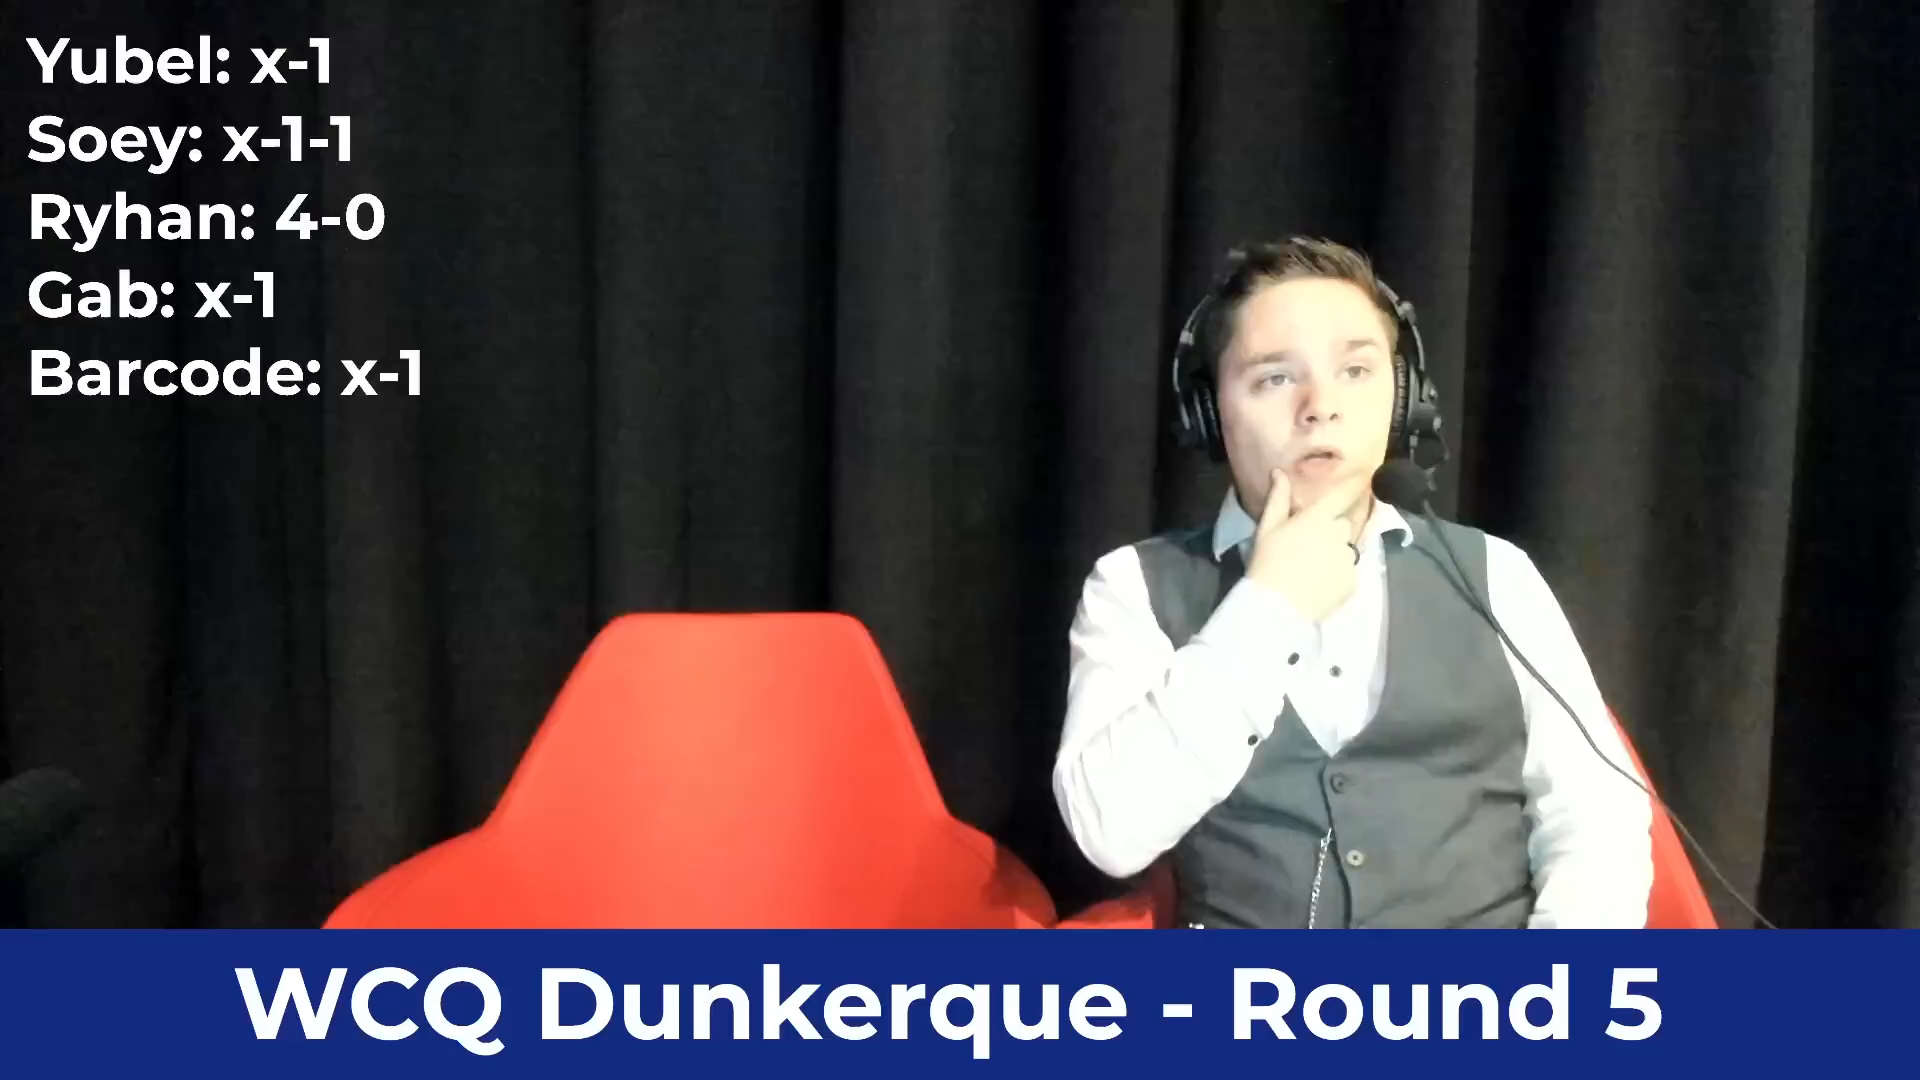 Yubel: x-1
Soey: x-1-1
Ryhan: 4-0
Gab: x-1
Barcode: x-1
WCQ Dunkerque - Round 5